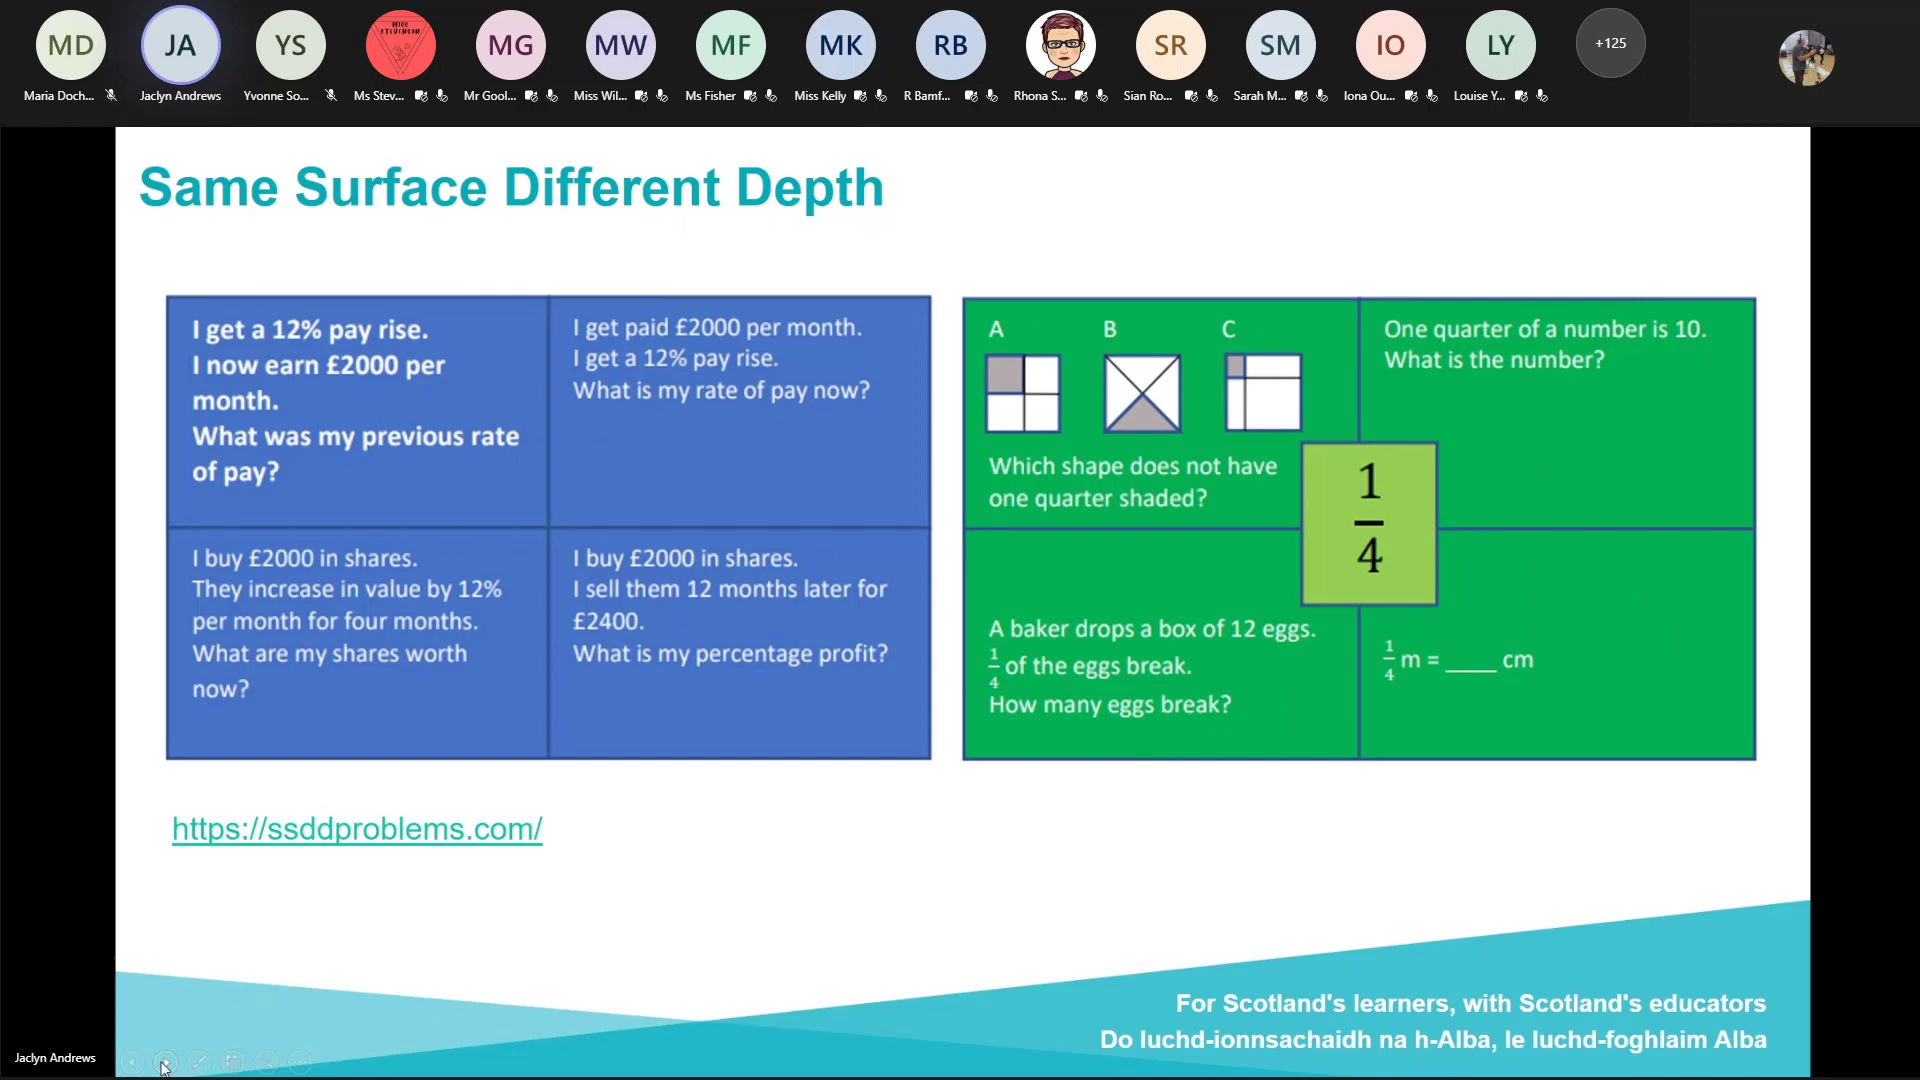 MD
JA
YS
MISS
STEVENSON
MG
MW
MF
MK
RB
SR
SM
IO
LY
+125
Maria Doch...
Jaclyn Andrews
Yvonne So...
Ms Stev...
Mr Gool...
Miss Wil...
Ms Fisher
Miss Kelly
R Bamf...
Rhona S...
Sian Ro...
Sarah M...
Iona Ou...
Louise Y...
Same Surface Different Depth
I get a 12% pay rise.
I now earn £2000 per
month.
What was my previous rate
of pay?
I get paid £2000 per month.
I get a 12% pay rise.
What is my rate of pay now?
I buy £2000 in shares.
They increase in value by 12%
per month for four months.
What are my shares worth
now?
I buy £2000 in shares.
I sell them 12 months later for
£2400.
What is my percentage profit?
A B C
Which shape does not have
one quarter shaded?
One quarter of a number is 10.
What is the number?
1
4
A baker drops a box of 12 eggs.
1/4 of the eggs break.
How many eggs break?
1/4 m = ____ cm
https://ssddproblems.com/
For Scotland's learners, with Scotland's educators
Do luchd-ionnsachaidh na h-Alba, le luchd-foghlaim Alba
Jaclyn Andrews